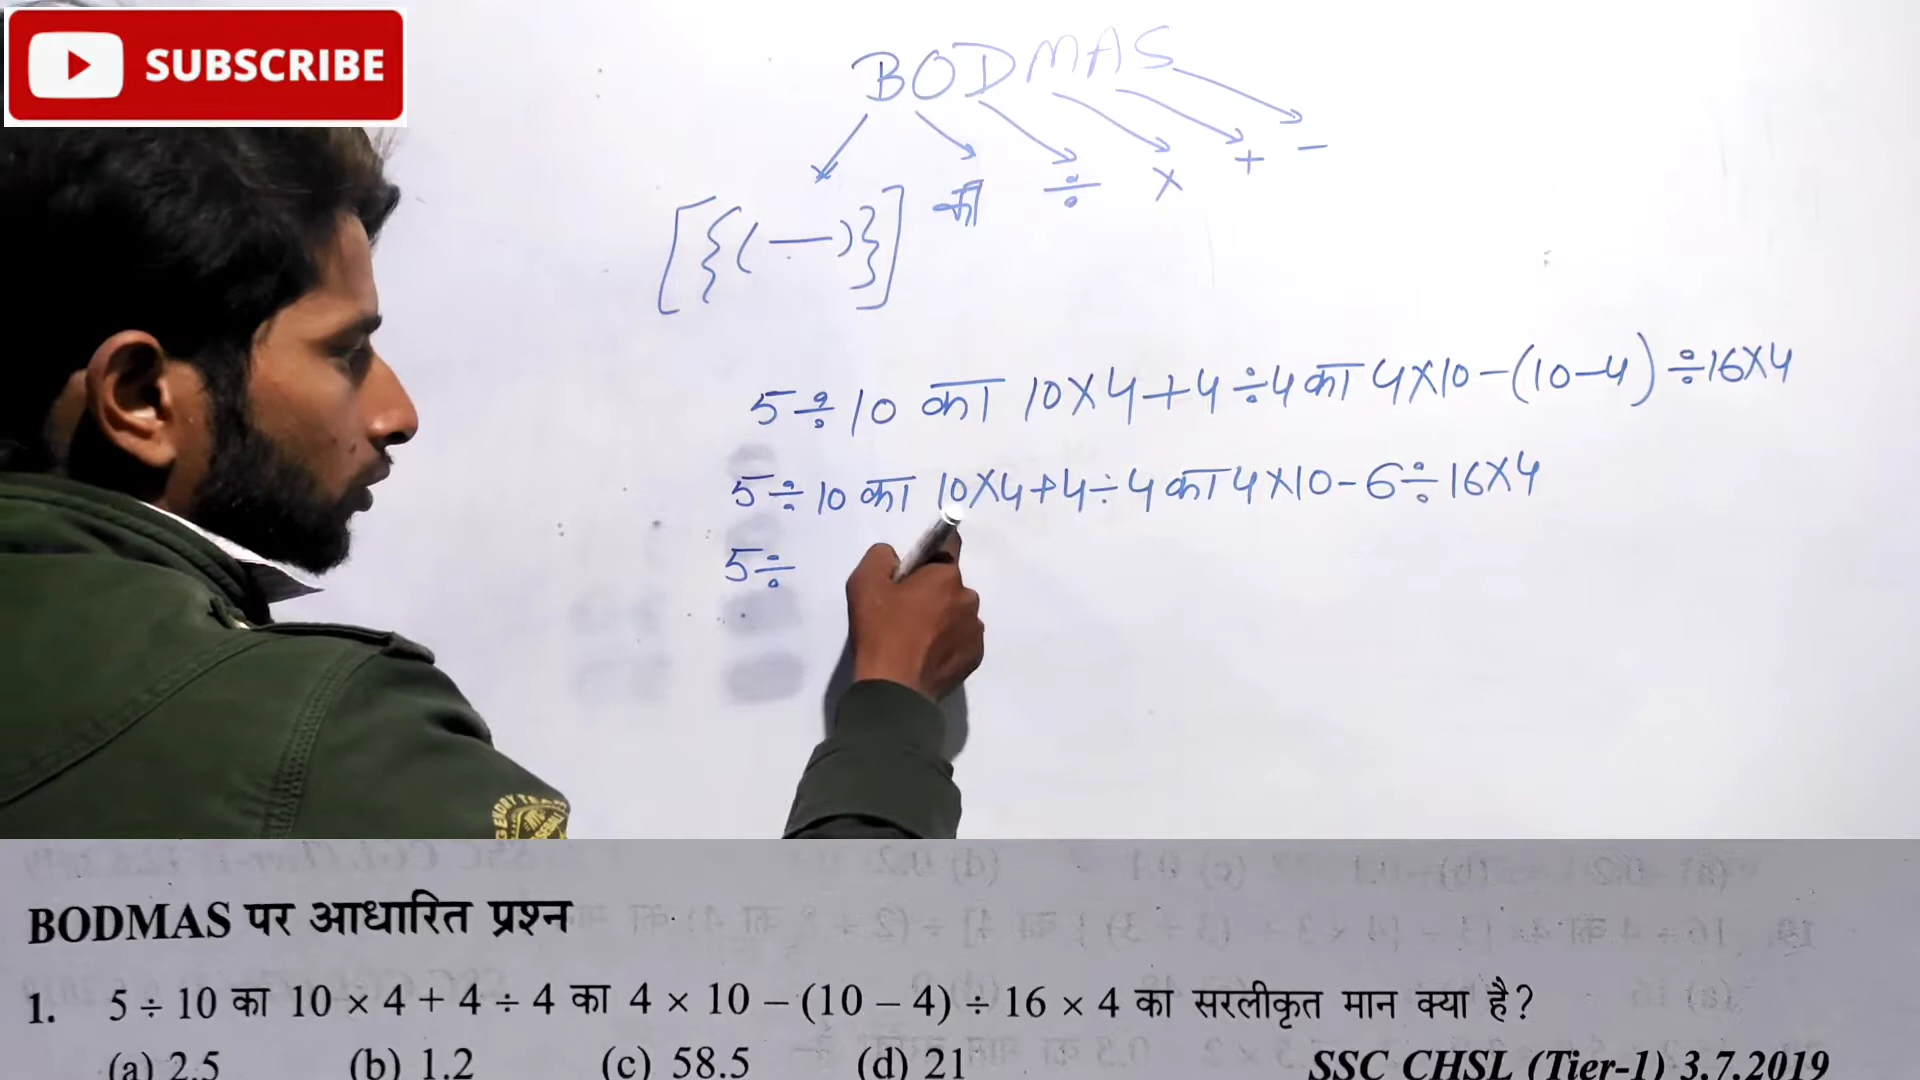 SUBSCRIBE
BODMAS
[{(—)}] का ÷ × + −
5 ÷ 10 का 10 × 4 + 4 ÷ 4 का 4 × 10 − (10 − 4) ÷ 16 × 4
5 ÷ 10 का 10 × 4 + 4 ÷ 4 का 4 × 10 − 6 ÷ 16 × 4
5 ÷
BODMAS पर आधारित प्रश्न
1. 5 ÷ 10 का 10 × 4 + 4 ÷ 4 का 4 × 10 − (10 − 4) ÷ 16 × 4 का सरलीकृत मान क्या है?
(a) 2.5 (b) 1.2 (c) 58.5 (d) 21 SSC CHSL (Tier-1) 3.7.2019